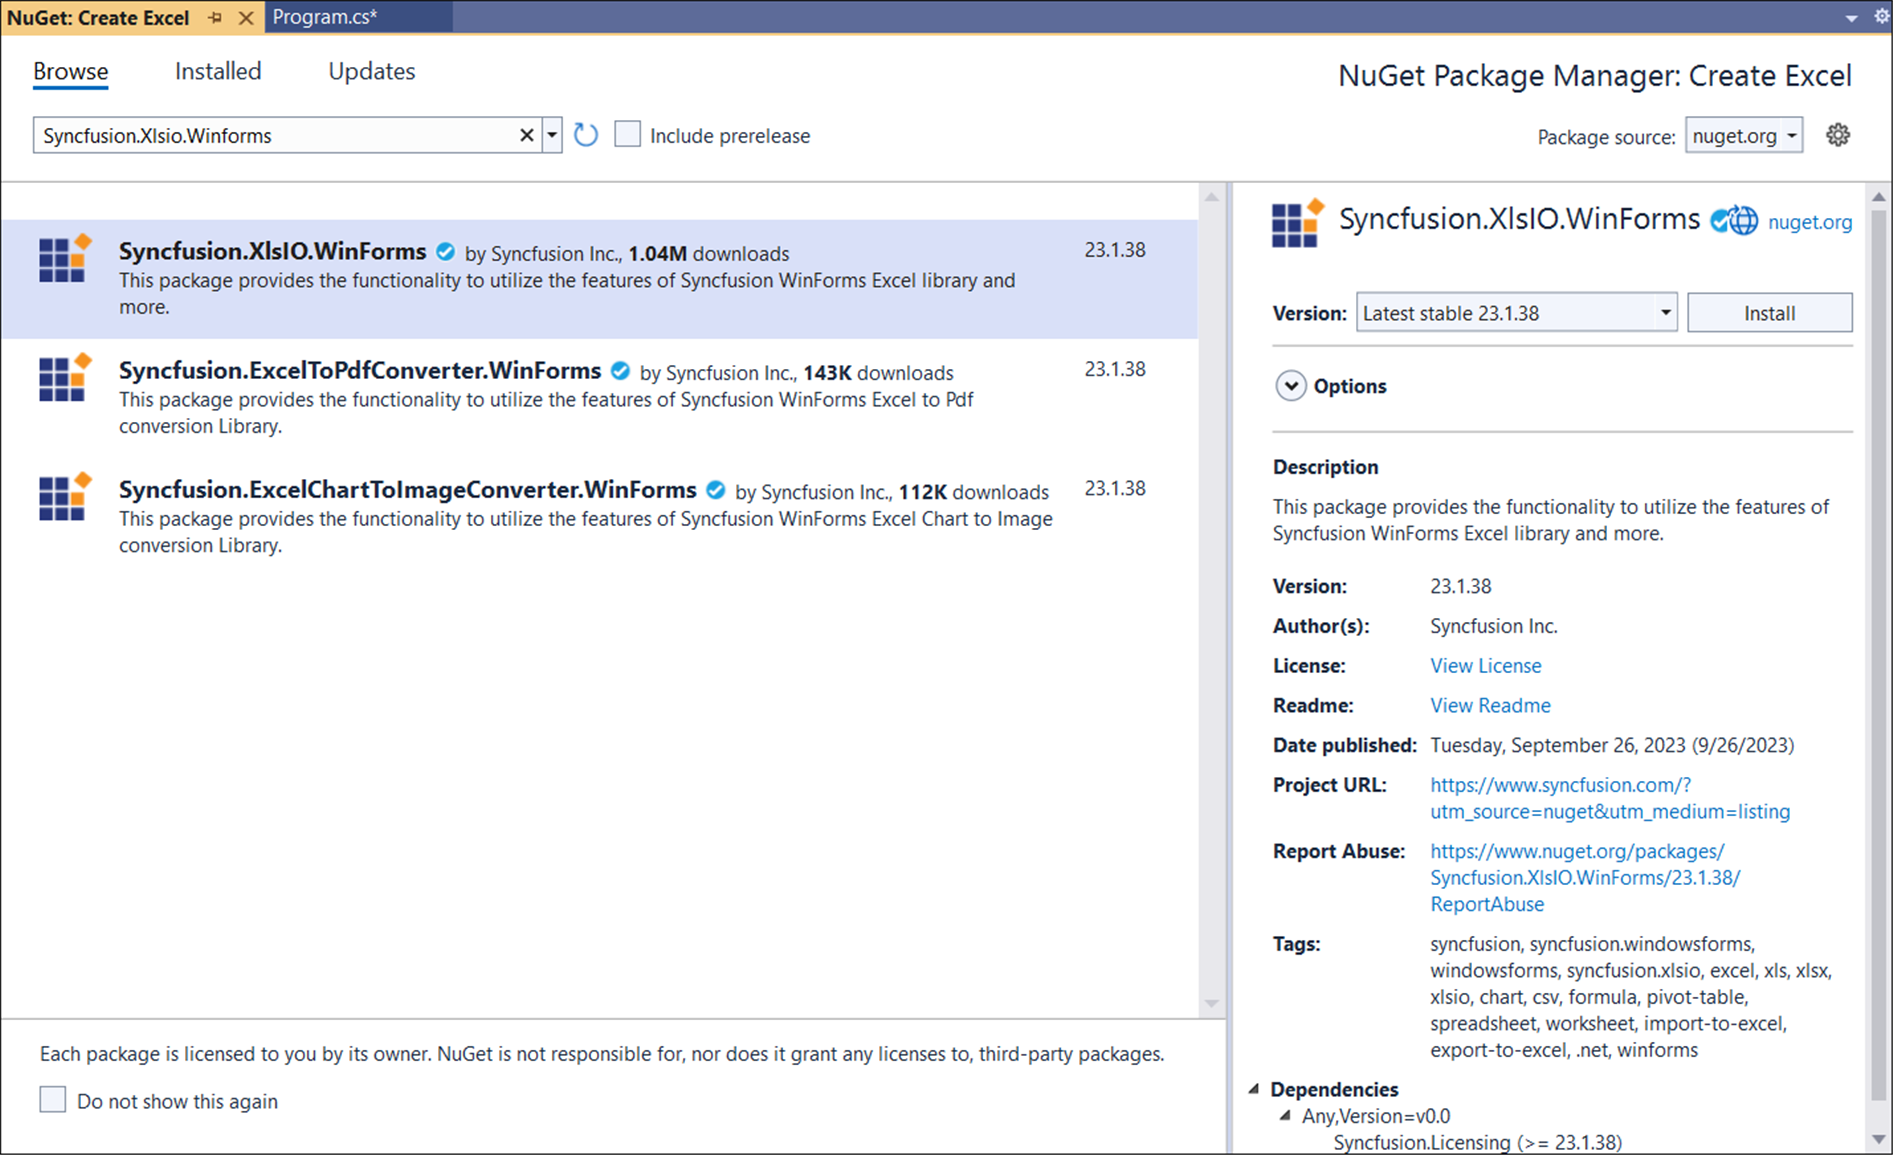 NuGet: Create Excel
Program.cs*
Browse
Installed
Updates
NuGet Package Manager: Create Excel
Syncfusion.Xlsio.Winforms
Include prerelease
Package source:
nuget.org
Syncfusion.XlsIO.WinForms by Syncfusion Inc., 1.04M downloads
23.1.38
This package provides the functionality to utilize the features of Syncfusion WinForms Excel library and
more.
Syncfusion.ExcelToPdfConverter.WinForms by Syncfusion Inc., 143K downloads
23.1.38
This package provides the functionality to utilize the features of Syncfusion WinForms Excel to Pdf
conversion Library.
Syncfusion.ExcelChartToImageConverter.WinForms by Syncfusion Inc., 112K downloads
23.1.38
This package provides the functionality to utilize the features of Syncfusion WinForms Excel Chart to Image
conversion Library.
Each package is licensed to you by its owner. NuGet is not responsible for, nor does it grant any licenses to, third-party packages.
Do not show this again
Syncfusion.XlsIO.WinForms
nuget.org
Version:
Latest stable 23.1.38
Install
Options
Description
This package provides the functionality to utilize the features of
Syncfusion WinForms Excel library and more.
Version: 23.1.38
Author(s): Syncfusion Inc.
License: View License
Readme: View Readme
Date published: Tuesday, September 26, 2023 (9/26/2023)
Project URL: https://www.syncfusion.com/?
utm_source=nuget&utm_medium=listing
Report Abuse: https://www.nuget.org/packages/
Syncfusion.XlsIO.WinForms/23.1.38/
ReportAbuse
Tags: syncfusion, syncfusion.windowsforms,
windowsforms, syncfusion.xlsio, excel, xls, xlsx,
xlsio, chart, csv, formula, pivot-table,
spreadsheet, worksheet, import-to-excel,
export-to-excel, .net, winforms
Dependencies
Any,Version=v0.0
Syncfusion.Licensing (>= 23.1.38)